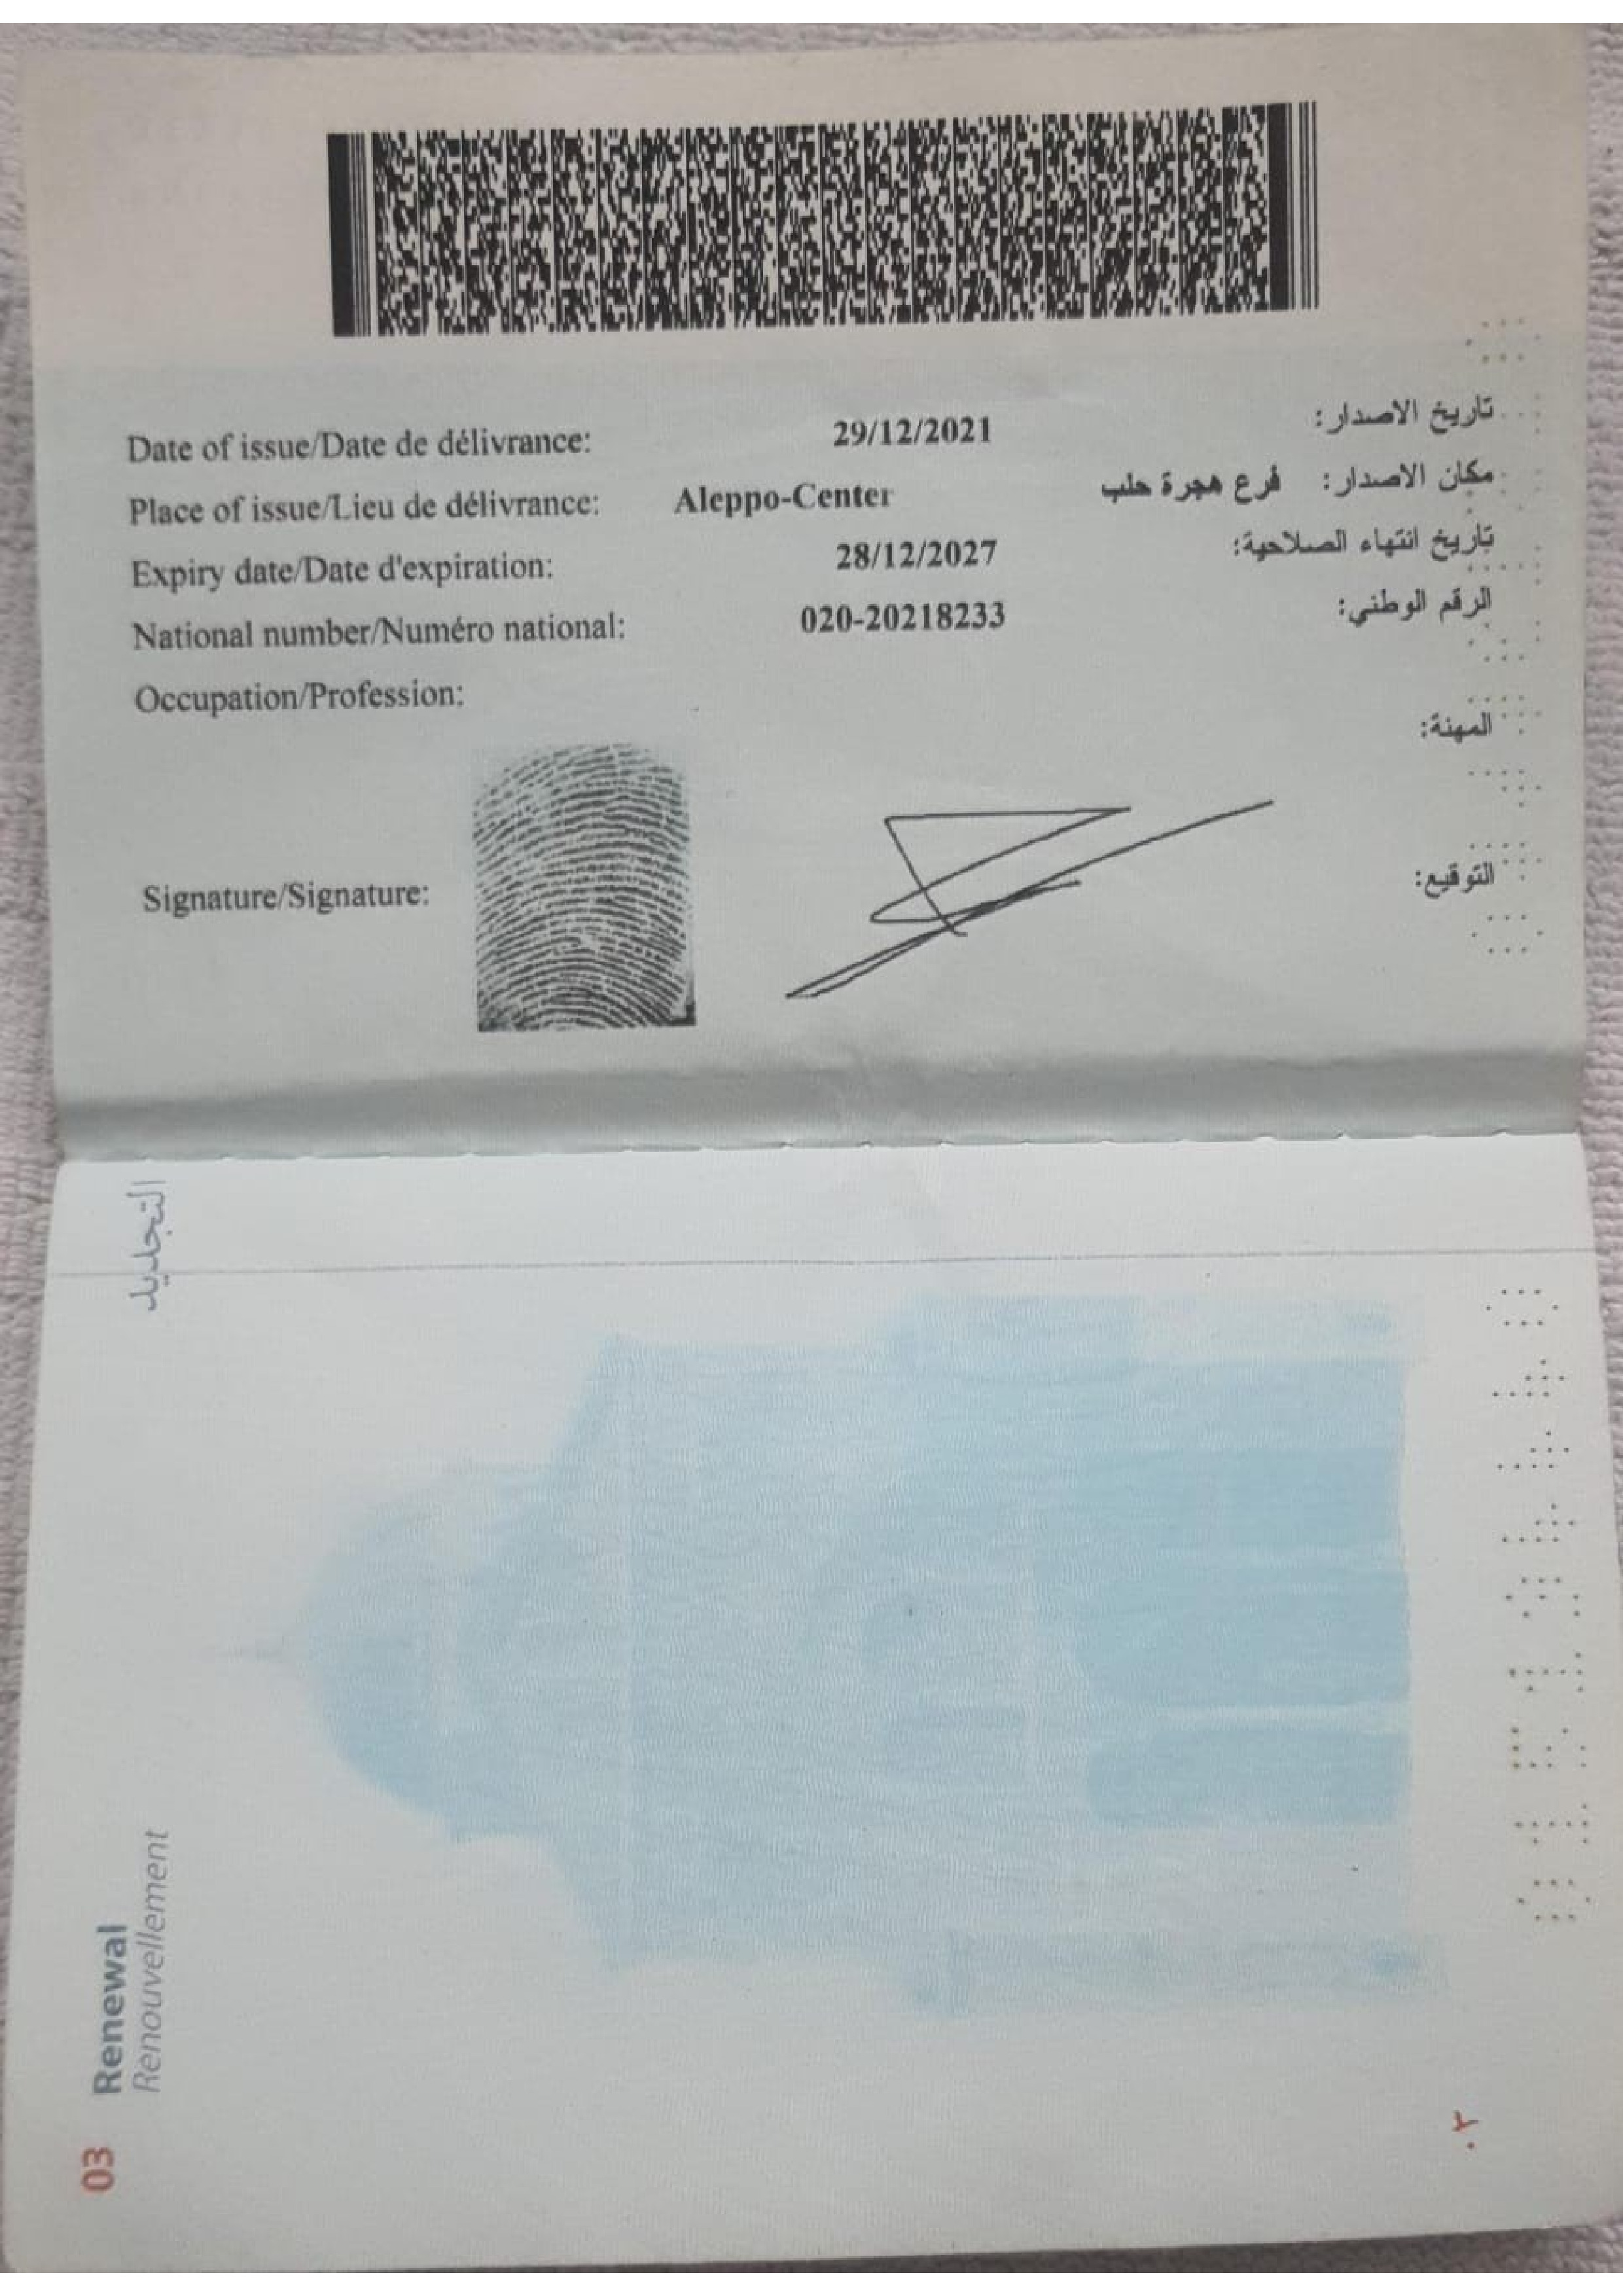 Date of issue/Date de délivrance: 29/12/2021 تاريخ الاصدار:
Place of issue/Lieu de délivrance: Aleppo-Center مكان الاصدار: فرع هجرة حلب
Expiry date/Date d'expiration: 28/12/2027 تاريخ انتهاء الصلاحية:
National number/Numéro national: 020-20218233 الرقم الوطني:
Occupation/Profession: المهنة:
Signature/Signature: التوقيع:
التجديد
Renewal
Renouvellement
03